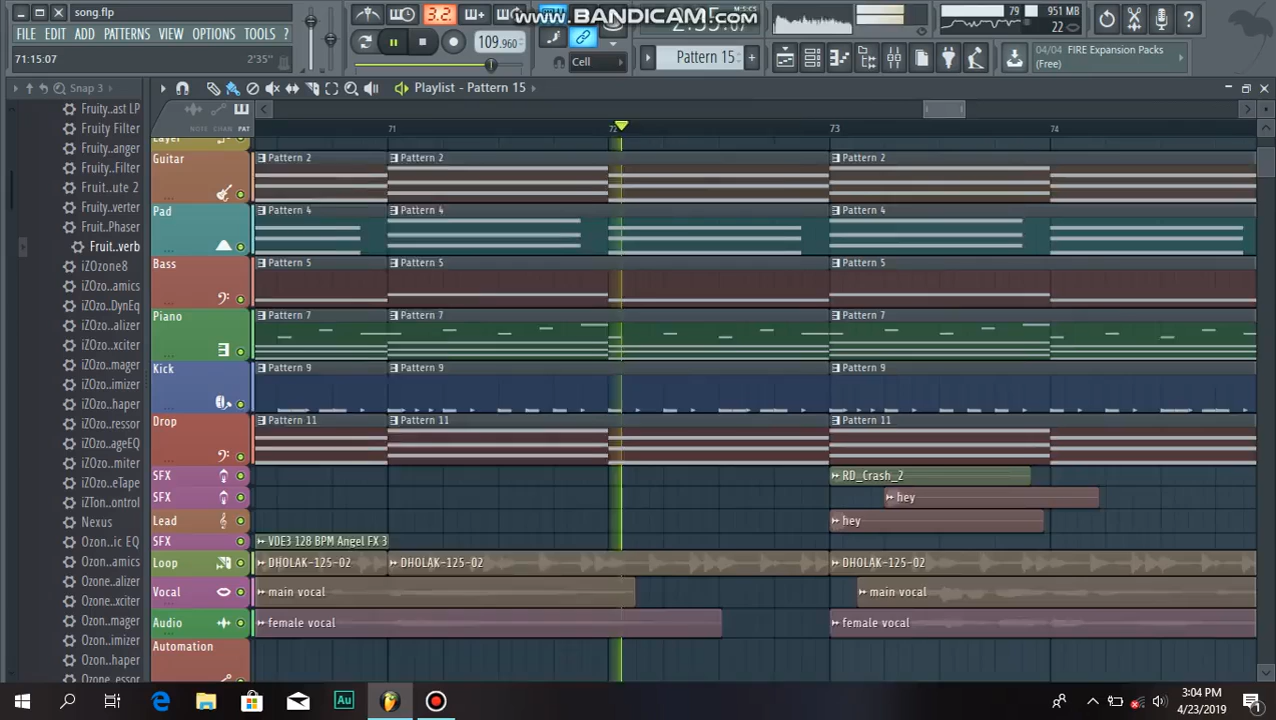 song.flp
FILE EDIT ADD PATTERNS VIEW OPTIONS TOOLS ?
71:15:07 2'35"
3.2
109.960
www.BANDICAM.com
Cell
Pattern 15
79 951 MB
22
04/04 FIRE Expansion Packs
(Free)
Snap 3
Playlist - Pattern 15
NOTE CHAN PAT
71 72 73 74
Fruity..ast LP
Fruity Filter
Fruity..anger
Fruity..Filter
Fruit..ute 2
Fruity..verter
Fruit..Phaser
Fruit..verb
iZOzone8
iZOzo..amics
iZOzo..DynEq
iZOzo..alizer
iZOzo..xciter
iZOzo..mager
iZOzo..imizer
iZOzo..haper
iZOzo..ressor
iZOzo..ageEQ
iZOzo..miter
iZOzo..eTape
iZTon..ontrol
Nexus
Ozon..ic EQ
Ozon..amics
Ozone..alizer
Ozone..xciter
Ozon..mager
Ozon..imizer
Ozon..haper
Ozon..essor
Layer
Guitar
Pattern 2 Pattern 2 Pattern 2
Pad
Pattern 4 Pattern 4 Pattern 4
Bass
Pattern 5 Pattern 5 Pattern 5
Piano
Pattern 7 Pattern 7 Pattern 7
Kick
Pattern 9 Pattern 9 Pattern 9
Drop
Pattern 11 Pattern 11 Pattern 11
SFX
RD_Crash_2
SFX
hey
Lead
hey
SFX
VDE3 128 BPM Angel FX 3
Loop
DHOLAK-125-02 DHOLAK-125-02 DHOLAK-125-02
Vocal
main vocal main vocal
Audio
female vocal female vocal
Automation
Au
3:04 PM
4/23/2019
1